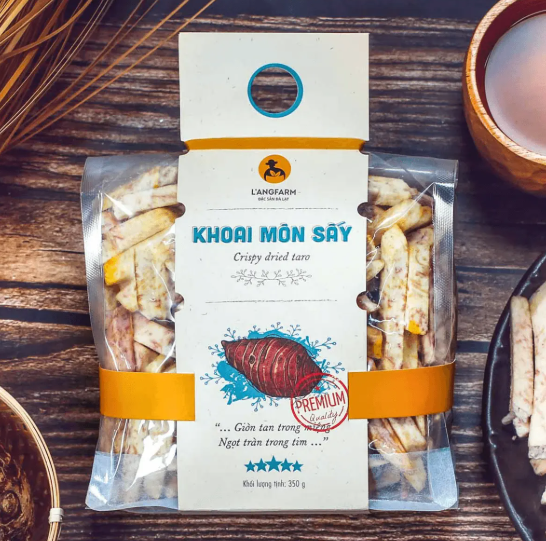 L'ANGFARM
ĐẶC SẢN ĐÀ LẠT
KHOAI MÔN SẤY
Crispy dried taro
PREMIUM
Quality
"... Giòn tan trong miệng
Ngọt tràn trong tim ..."
Khối lượng tịnh: 350 g